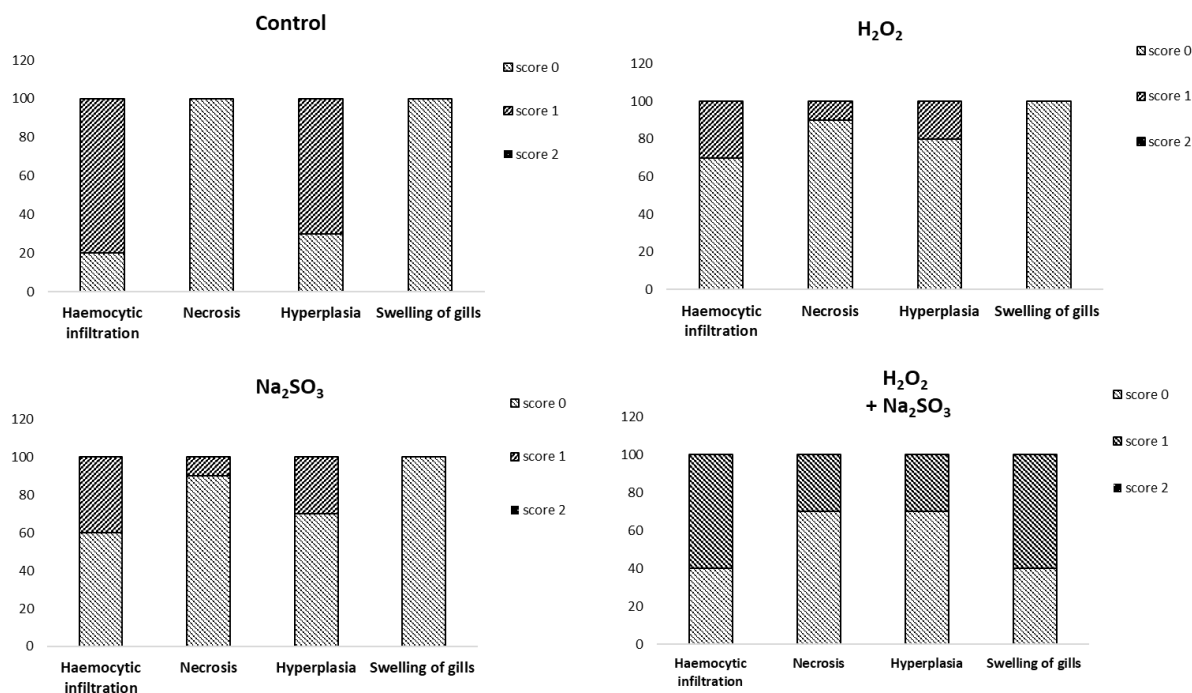 Control
120
100
80
60
40
20
0
Haemocytic
infiltration
Necrosis
Hyperplasia
Swelling of gills
score 0
score 1
score 2
H₂O₂
120
100
80
60
40
20
0
Haemocytic
infiltration
Necrosis
Hyperplasia
Swelling of gills
score 0
score 1
score 2
Na₂SO₃
120
100
80
60
40
20
0
Haemocytic
infiltration
Necrosis
Hyperplasia
Swelling of gills
score 0
score 1
score 2
H₂O₂
+ Na₂SO₃
120
100
80
60
40
20
0
Haemocytic
infiltration
Necrosis
Hyperplasia
Swelling of gills
score 0
score 1
score 2